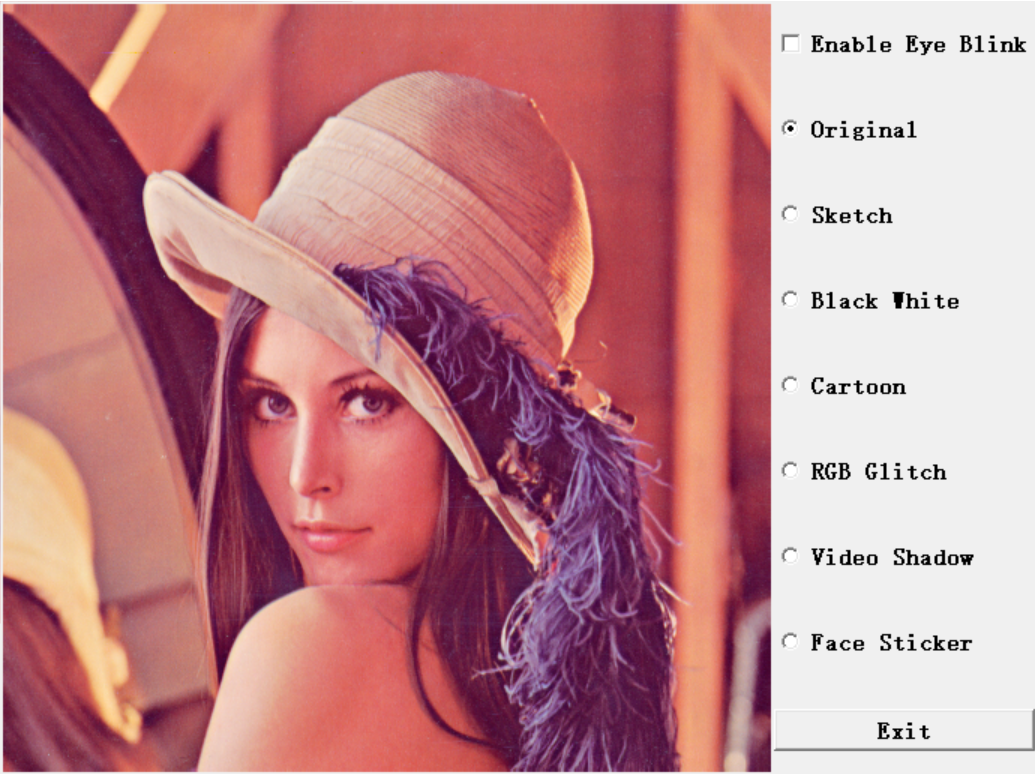 Enable Eye Blink
Original
Sketch
Black White
Cartoon
RGB Glitch
Video Shadow
Face Sticker
Exit